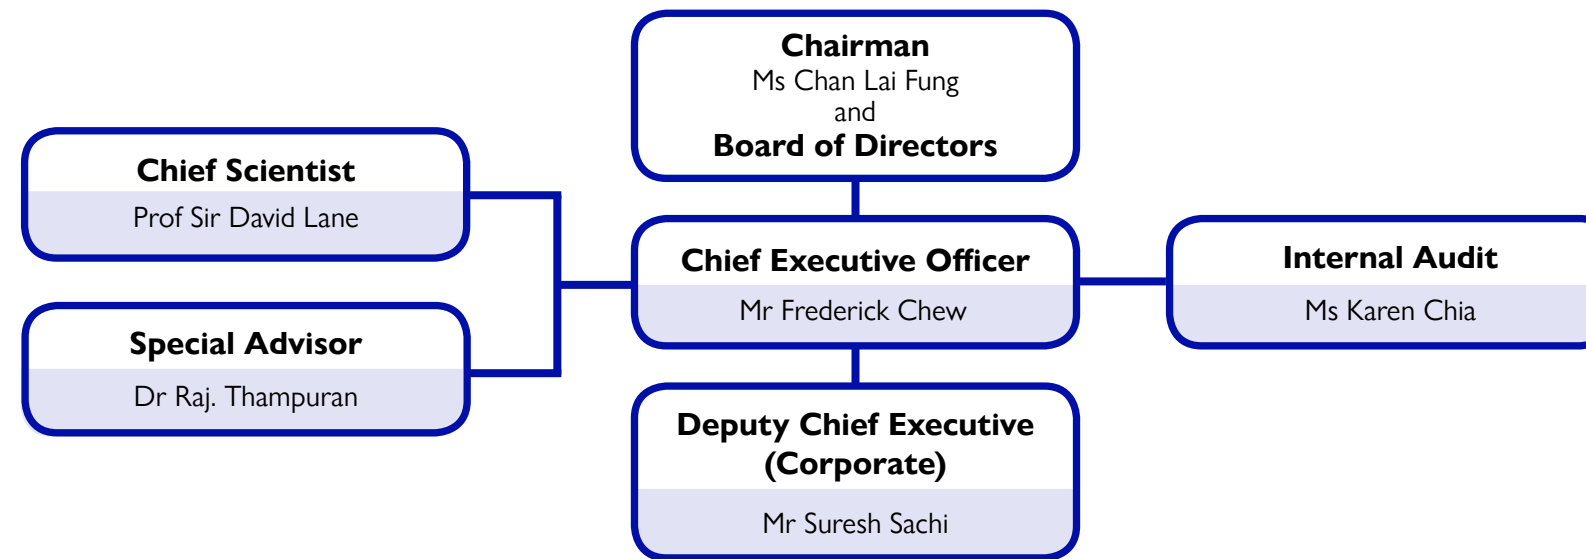 Chairman
Ms Chan Lai Fung
and
Board of Directors
Chief Scientist
Prof Sir David Lane
Special Advisor
Dr Raj. Thampuran
Chief Executive Officer
Mr Frederick Chew
Internal Audit
Ms Karen Chia
Deputy Chief Executive
(Corporate)
Mr Suresh Sachi